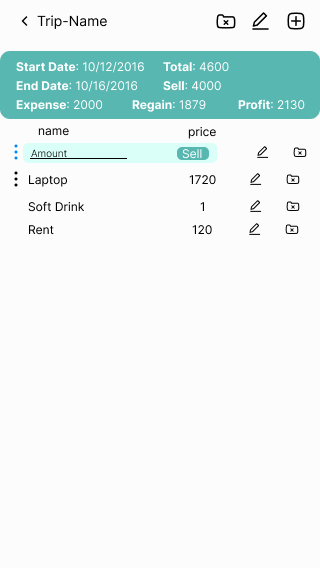 Trip-Name
Start Date: 10/12/2016 Total: 4600
End Date: 10/16/2016 Sell: 4000
Expense: 2000 Regain: 1879 Profit: 2130
name price
Amount Sell
Laptop 1720
Soft Drink 1
Rent 120